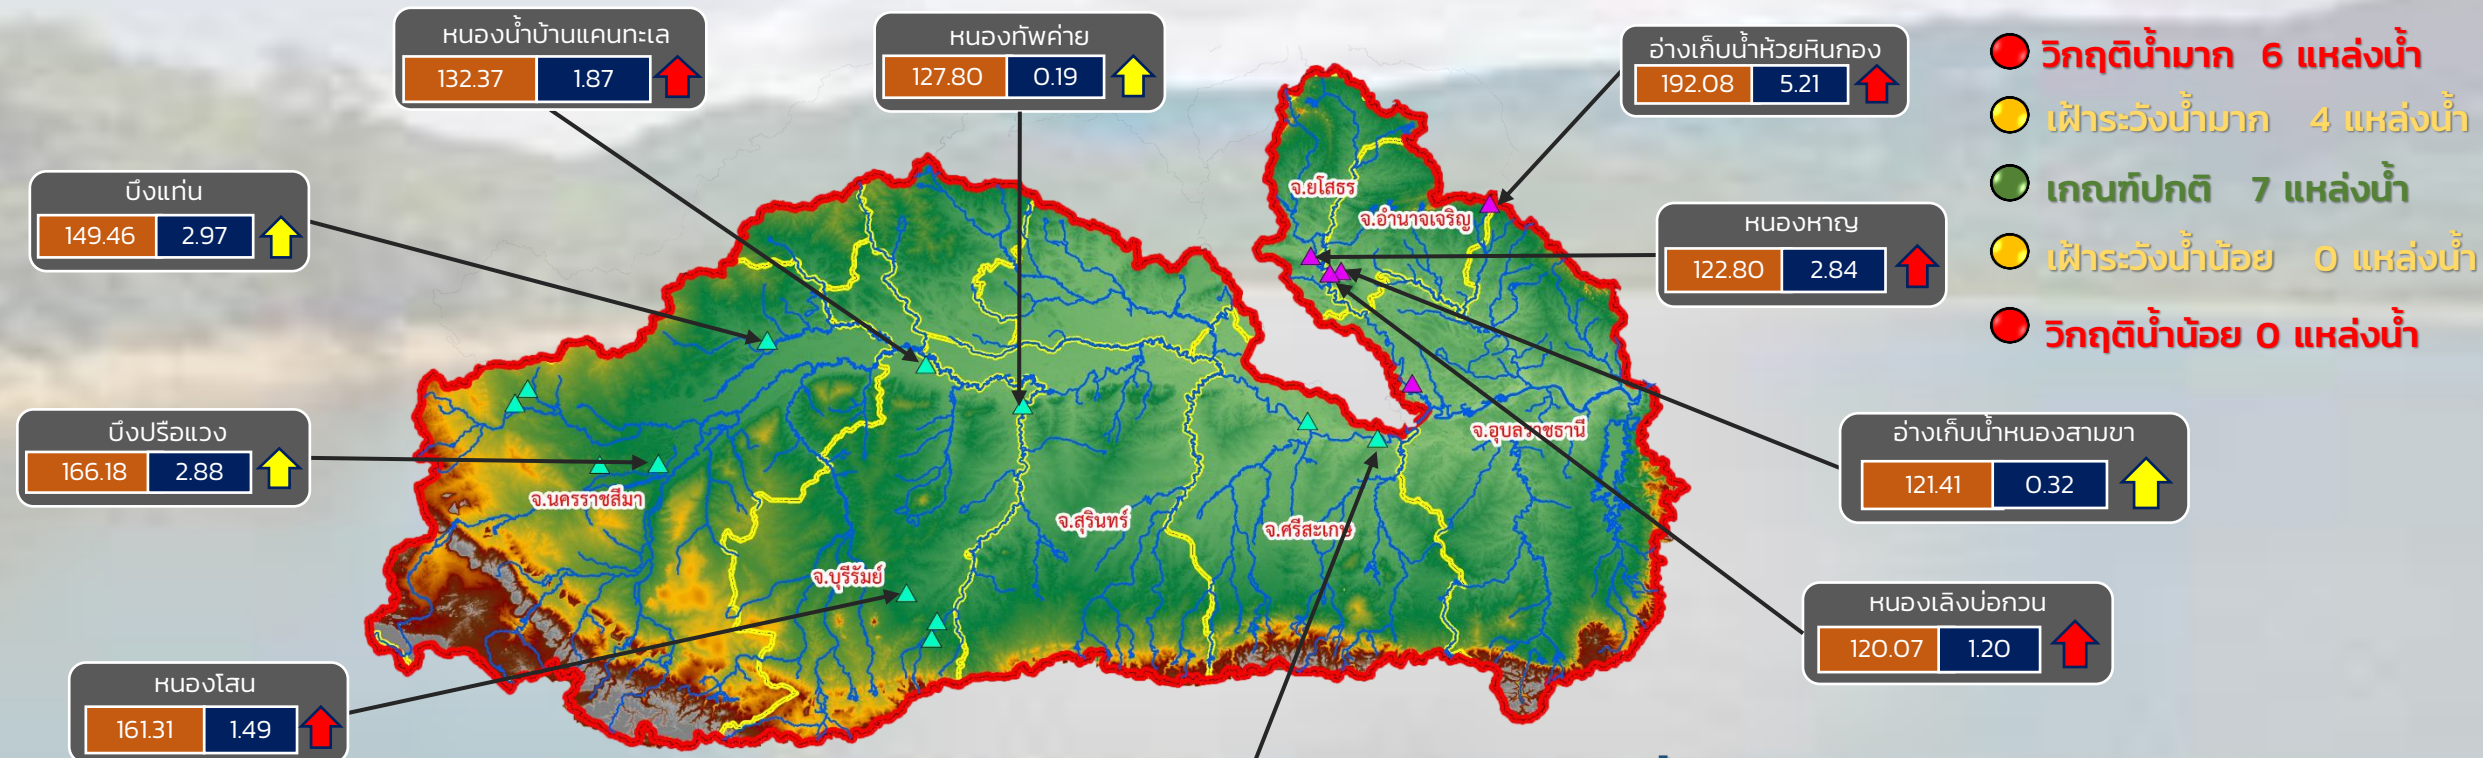 หนองน้ำบ้านแคนทะเล
132.37 1.87
หนองทัพค่าย
127.80 0.19
อ่างเก็บน้ำห้วยหินกอง
192.08 5.21
วิกฤติน้ำมาก 6 แหล่งน้ำ
เฝ้าระวังน้ำมาก 4 แหล่งน้ำ
เกณฑ์ปกติ 7 แหล่งน้ำ
เฝ้าระวังน้ำน้อย 0 แหล่งน้ำ
วิกฤติน้ำน้อย 0 แหล่งน้ำ
บึงแท่น
149.46 2.97
จ.ยโสธร
จ.อำนาจเจริญ
หนองหาญ
122.80 2.84
บึงปรือแวง
166.18 2.88
จ.นครราชสีมา
จ.สุรินทร์
จ.ศรีสะเกษ
จ.อุบลราชธานี
อ่างเก็บน้ำหนองสามขา
121.41 0.32
จ.บุรีรัมย์
หนองเลิงบ่อกวน
120.07 1.20
หนองโสน
161.31 1.49